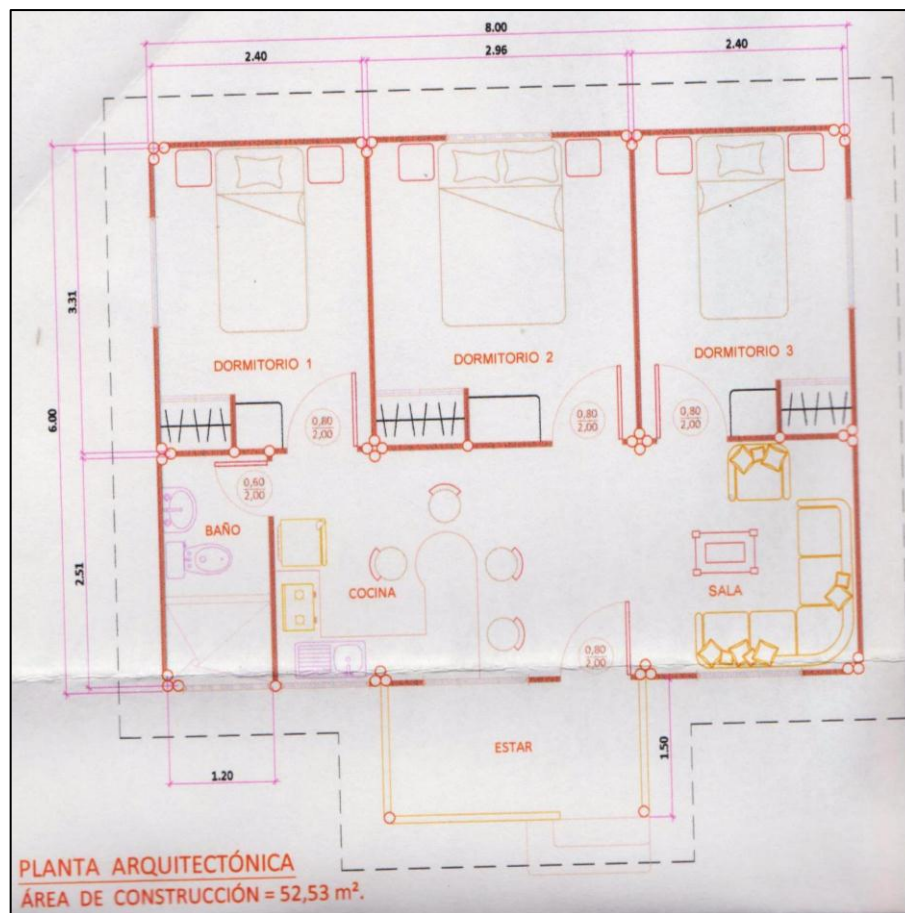 8.00
2.40
2.96
2.40
3.31
6.00
DORMITORIO 1
DORMITORIO 2
DORMITORIO 3
0,80
2,00
0,80
2,00
0,80
2,00
0,60
2,00
BAÑO
2.51
COCINA
SALA
0,80
2,00
ESTAR
1.50
1.20
PLANTA ARQUITECTÓNICA
ÁREA DE CONSTRUCCIÓN = 52,53 m².